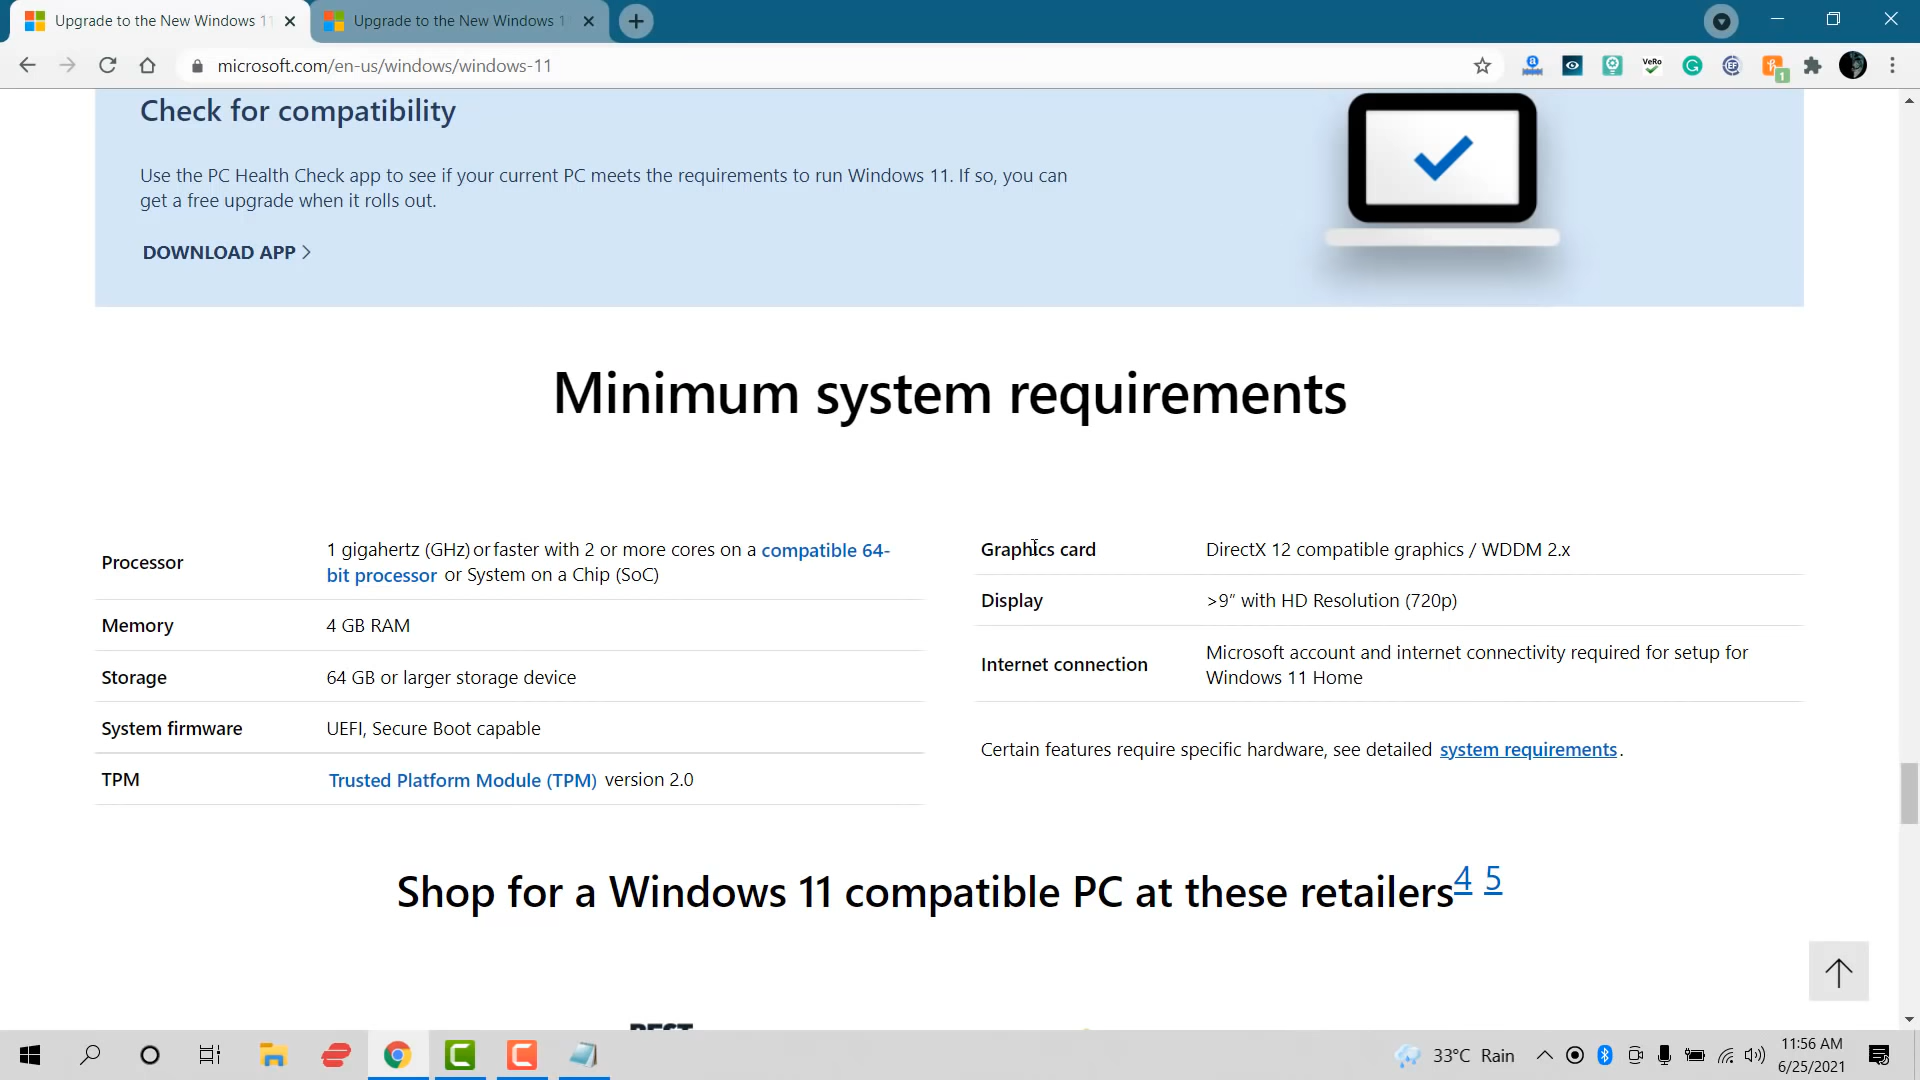 Upgrade to the New Windows 11
Upgrade to the New Windows 1
microsoft.com/en-us/windows/windows-11
VeRo
1
Check for compatibility
Use the PC Health Check app to see if your current PC meets the requirements to run Windows 11. If so, you can
get a free upgrade when it rolls out.
DOWNLOAD APP
Minimum system requirements
Processor
1 gigahertz (GHz) or faster with 2 or more cores on a compatible 64-
bit processor or System on a Chip (SoC)
Memory
4 GB RAM
Storage
64 GB or larger storage device
System firmware
UEFI, Secure Boot capable
TPM
Trusted Platform Module (TPM) version 2.0
Graphics card
DirectX 12 compatible graphics / WDDM 2.x
Display
>9” with HD Resolution (720p)
Internet connection
Microsoft account and internet connectivity required for setup for
Windows 11 Home
Certain features require specific hardware, see detailed system requirements.
Shop for a Windows 11 compatible PC at these retailers4 5
33°C Rain
11:56 AM
6/25/2021